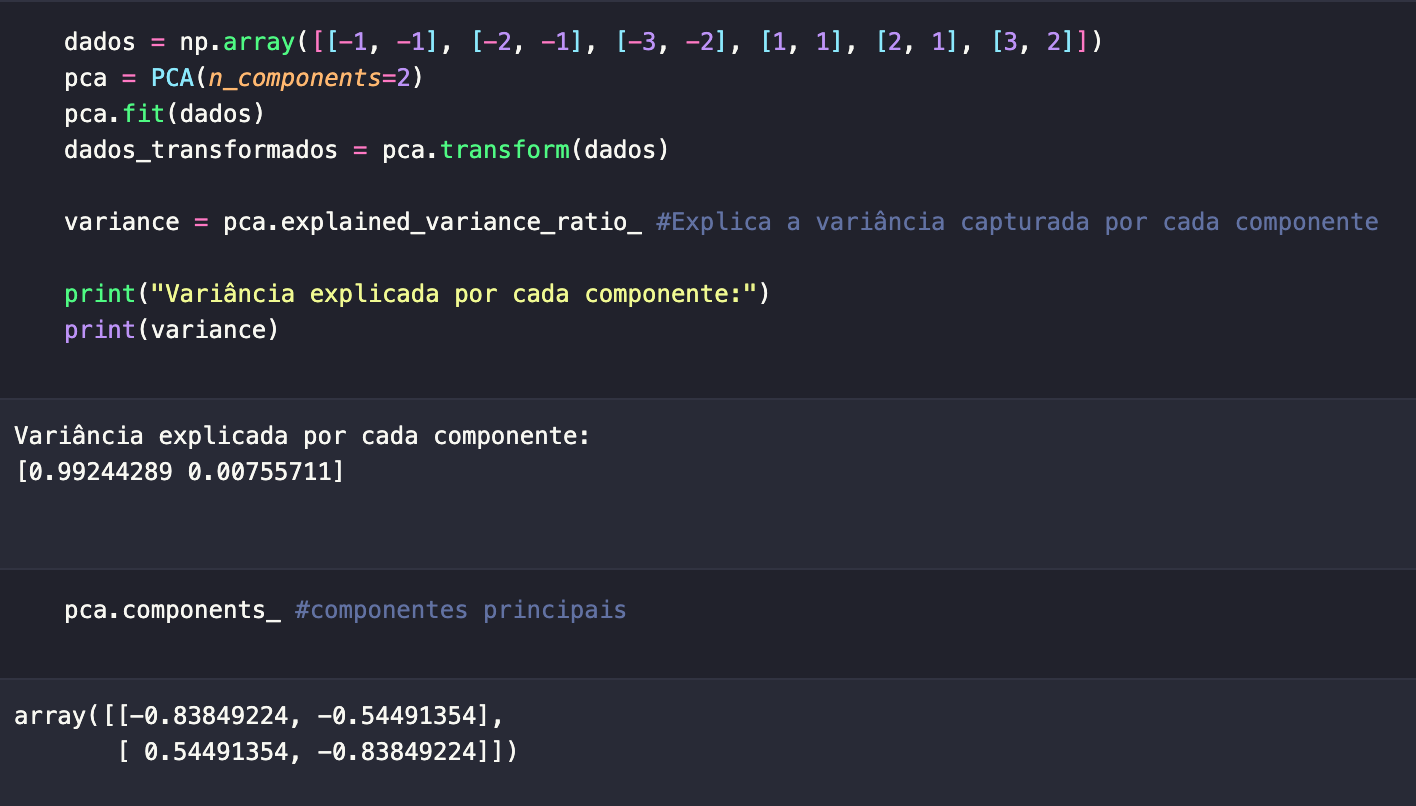 dados = np.array([[-1, -1], [-2, -1], [-3, -2], [1, 1], [2, 1], [3, 2]])
pca = PCA(n_components=2)
pca.fit(dados)
dados_transformados = pca.transform(dados)
variance = pca.explained_variance_ratio_ #Explica a variância capturada por cada componente
print("Variância explicada por cada componente:")
print(variance)
Variância explicada por cada componente:
[0.99244289 0.00755711]
pca.components_ #componentes principais
array([[-0.83849224, -0.54491354],
       [ 0.54491354, -0.83849224]])